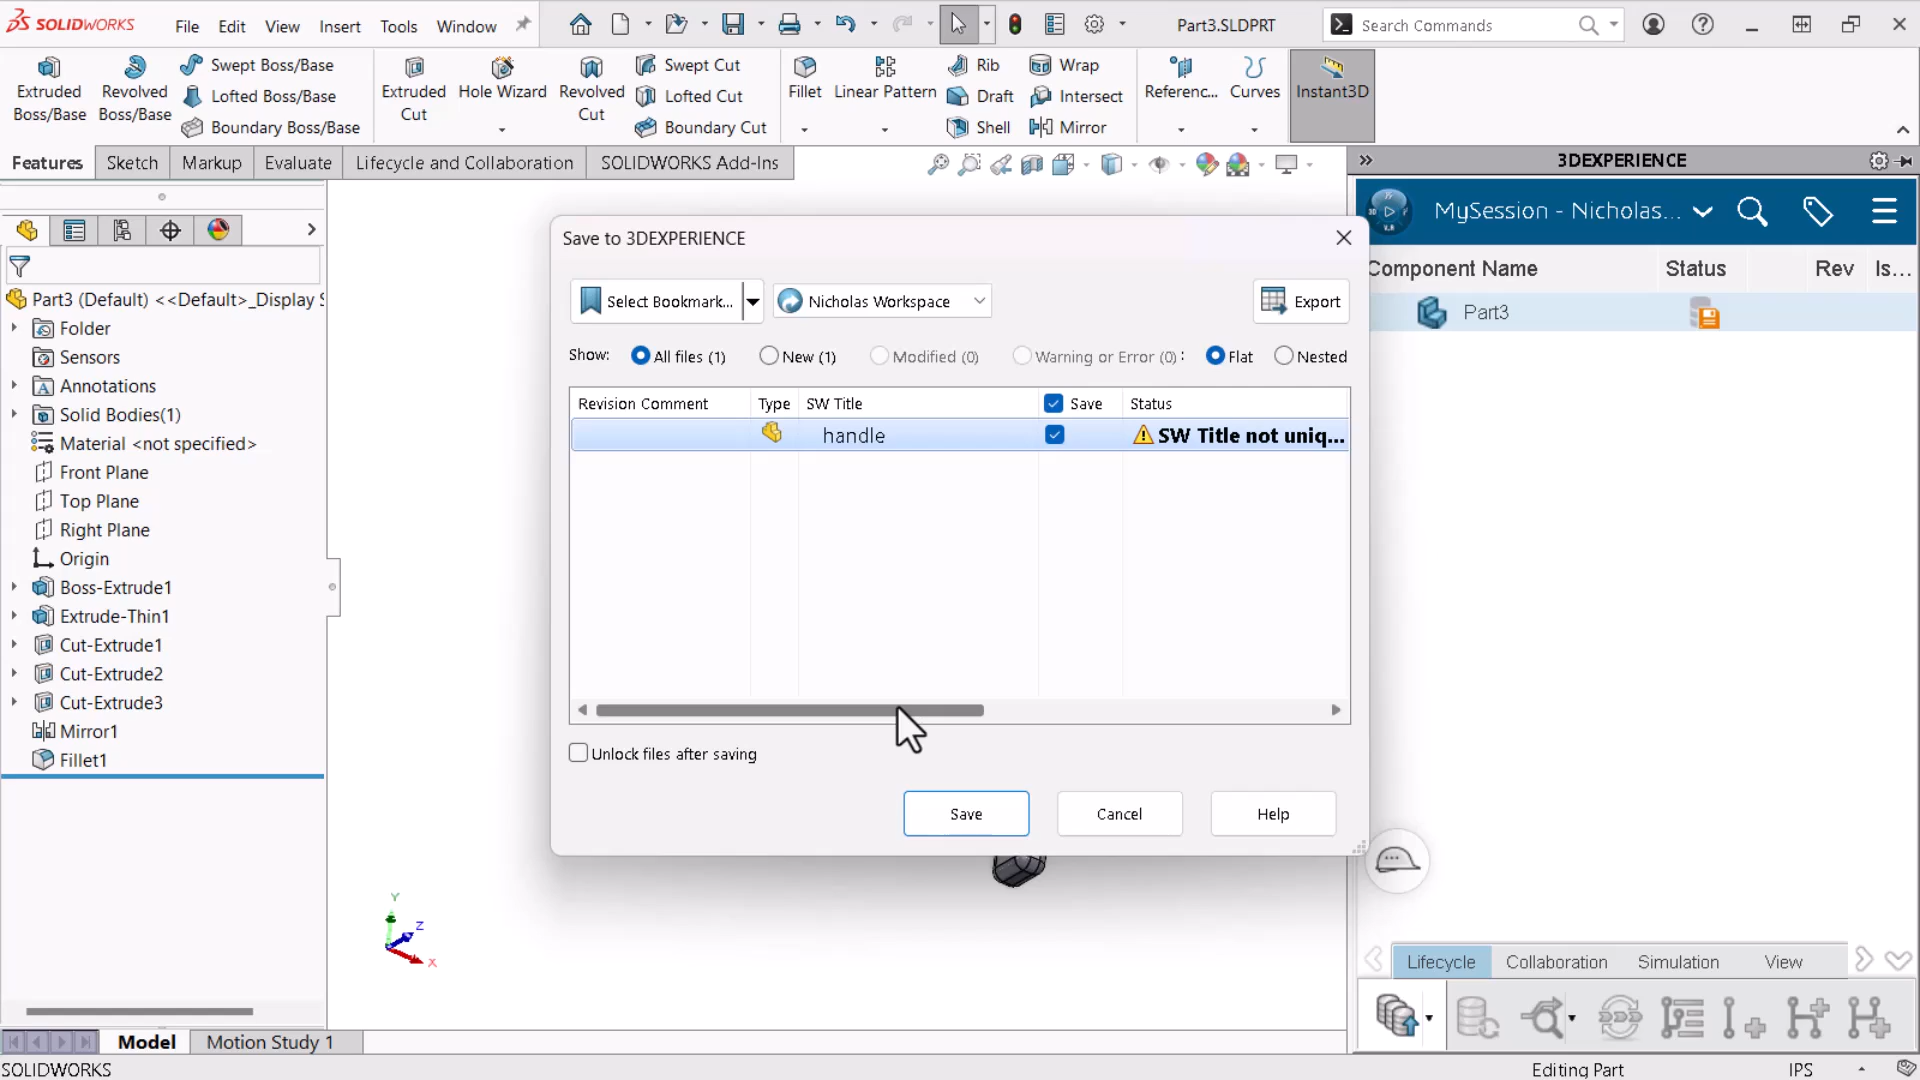 SOLIDWORKS
File
Edit
View
Insert
Tools
Window
Part3.SLDPRT
Search Commands
Extruded
Boss/Base
Revolved
Boss/Base
Swept Boss/Base
Lofted Boss/Base
Boundary Boss/Base
Extruded
Cut
Hole Wizard
Revolved
Cut
Swept Cut
Lofted Cut
Boundary Cut
Fillet
Linear Pattern
Rib
Draft
Shell
Wrap
Intersect
Mirror
Referenc...
Curves
Instant3D
Features
Sketch
Markup
Evaluate
Lifecycle and Collaboration
SOLIDWORKS Add-Ins
Part3 (Default) <<Default>_Display S
Folder
Sensors
Annotations
Solid Bodies(1)
Material <not specified>
Front Plane
Top Plane
Right Plane
Origin
Boss-Extrude1
Extrude-Thin1
Cut-Extrude1
Cut-Extrude2
Cut-Extrude3
Mirror1
Fillet1
Save to 3DEXPERIENCE
Select Bookmark...
Nicholas Workspace
Export
Show:
All files (1)
New (1)
Modified (0)
Warning or Error (0) :
Flat
Nested
Revision Comment
Type
SW Title
Save
Status
handle
SW Title not uniq...
Unlock files after saving
Save
Cancel
Help
Y
Z
X
3DEXPERIENCE
MySession - Nicholas...
Component Name
Status
Rev
Is...
Part3
Lifecycle
Collaboration
Simulation
View
Model
Motion Study 1
SOLIDWORKS
Editing Part
IPS